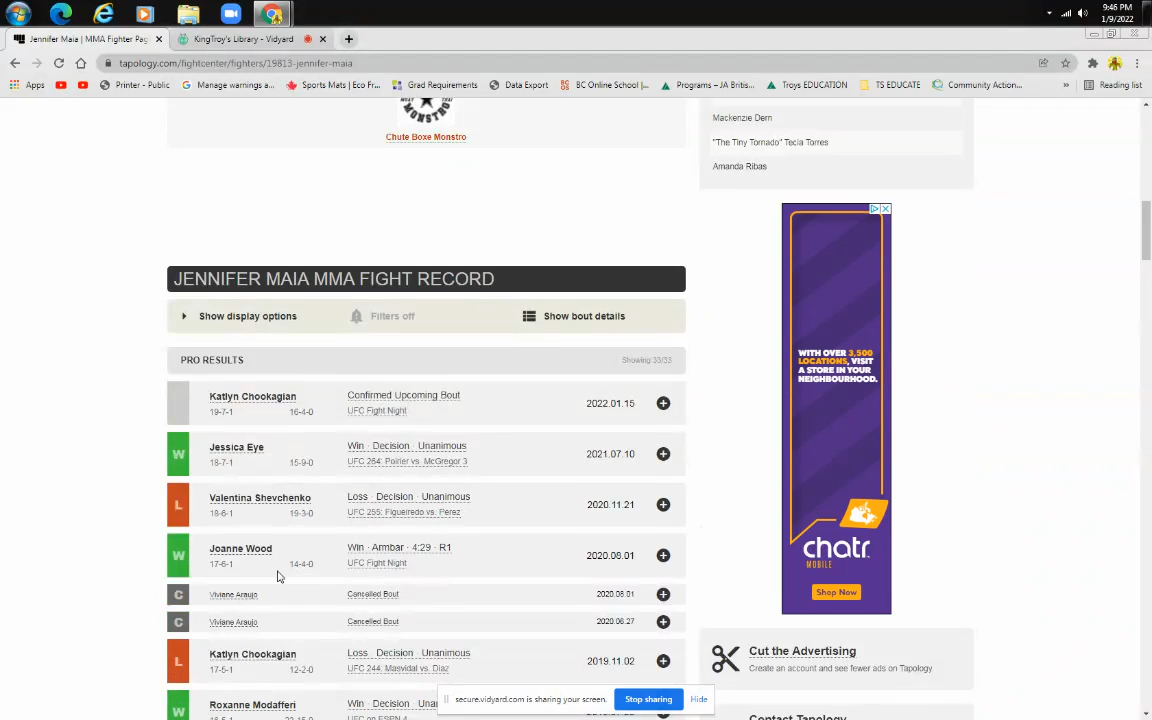 9:46 PM
1/9/2022
Jennifer Maia | MMA Fighter Pag
KingTroy's Library - Vidyard
tapology.com/fightcenter/fighters/19813-jennifer-maia
Apps
Printer - Public
Manage warnings a...
Sports Mats | Eco Fr...
Grad Requirements
Data Export
BC Online School |...
Programs – JA Britis...
Troys EDUCATION
TS EDUCATE
Community Action...
»
Reading list
MONSTRO
Chute Boxe Monstro
Mackenzie Dern
"The Tiny Tornado" Tecia Torres
Amanda Ribas
JENNIFER MAIA MMA FIGHT RECORD
Show display options
Filters off
Show bout details
PRO RESULTS
Showing 33/33
Katlyn Chookagian
Confirmed Upcoming Bout
2022.01.15
19-7-1
16-4-0
UFC Fight Night
W
Jessica Eye
Win · Decision · Unanimous
2021.07.10
18-7-1
15-9-0
UFC 264: Poirier vs. McGregor 3
L
Valentina Shevchenko
Loss · Decision · Unanimous
2020.11.21
18-6-1
19-3-0
UFC 255: Figueiredo vs. Perez
W
Joanne Wood
Win · Armbar · 4:29 · R1
2020.08.01
17-6-1
14-4-0
UFC Fight Night
C
Viviane Araujo
Cancelled Bout
2020.08.01
C
Viviane Araujo
Cancelled Bout
2020.06.27
L
Katlyn Chookagian
Loss · Decision · Unanimous
2019.11.02
17-5-1
12-2-0
UFC 244: Masvidal vs. Diaz
Roxanne Modafferi
Win · Decision
WITH OVER 3,500
LOCATIONS, VISIT
A STORE IN YOUR
NEIGHBOURHOOD.
chatr
MOBILE
Shop Now
Cut the Advertising
Create an account and see fewer ads on Tapology.
Contact Tapology
secure.vidyard.com is sharing your screen.
Stop sharing
Hide